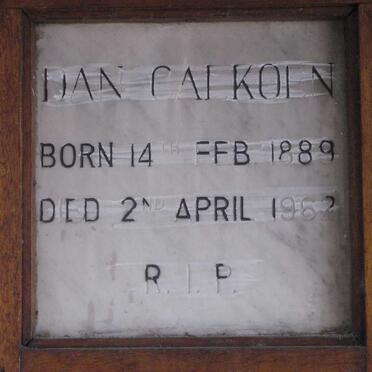 DAN CALKOEN
BORN 14TH FEB. 1889
DIED 2ND APRIL 1962
R.I.P.